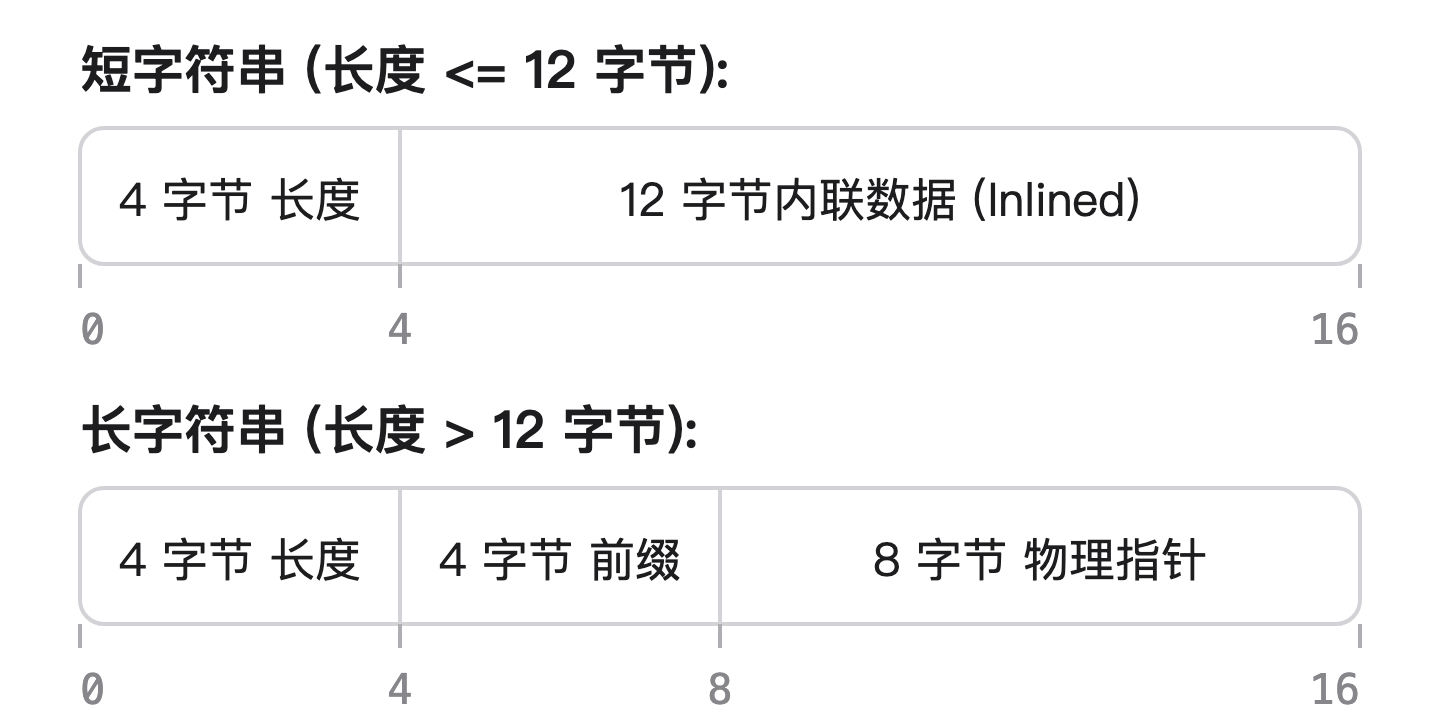 短字符串 (长度 <= 12 字节):
4 字节 长度 12 字节内联数据 (Inlined)
0 4 16
长字符串 (长度 > 12 字节):
4 字节 长度 4 字节 前缀 8 字节 物理指针
0 4 8 16